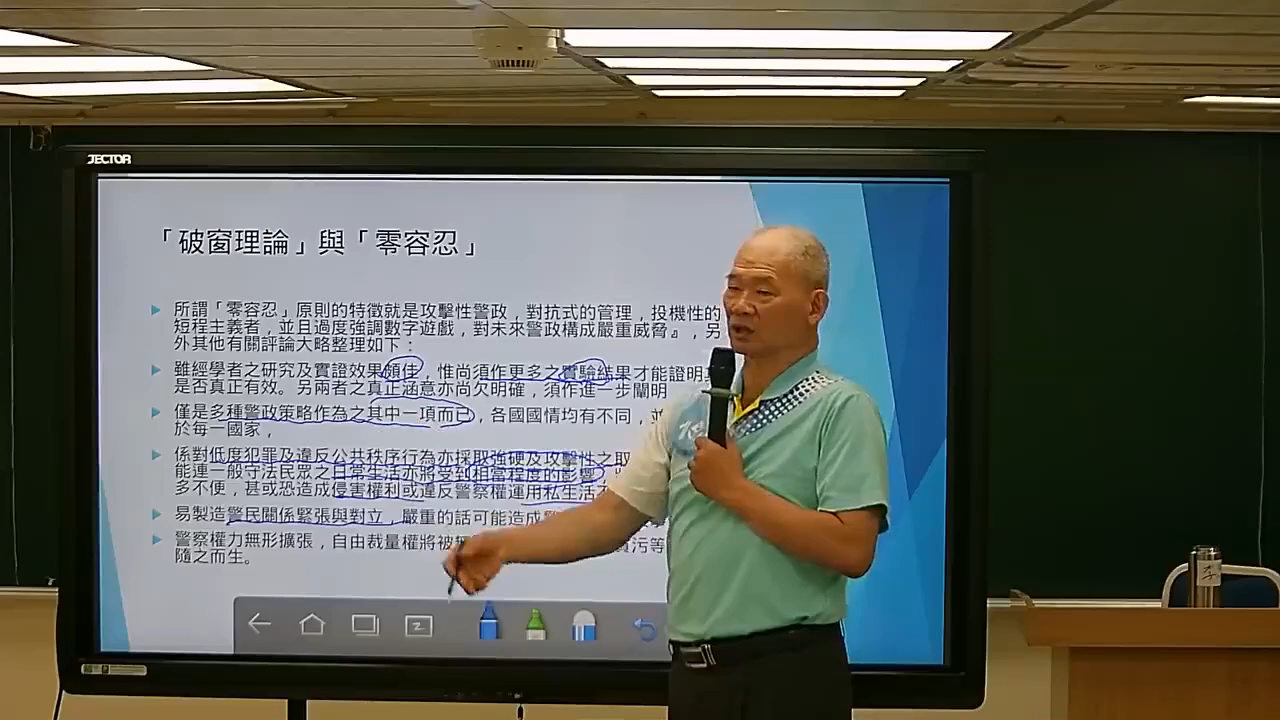 JECTOR
「破窗理論」與「零容忍」
所謂「零容忍」原則的特徵就是攻擊性警政，對抗式的管理，投機性的
短程主義者，並且過度強調數字遊戲，對未來警政構成嚴重威脅』，另
外其他有關評論大略整理如下：
雖經學者之研究及實證效果頗佳，惟尚須作更多之實驗結果才能證明
是否真正有效。另兩者之真正涵意亦尚欠明確，須作進一步闡明
僅是多種警政策略作為之其中一項而已，各國國情均有不同，並
於每一國家，
係對低度犯罪及違反公共秩序行為亦採取強硬及攻擊性之取
能連一般守法民眾之日常生活亦將受到相當程度的影響，
多不便，甚或恐造成侵害權利或違反警察權運用私生活不
易製造警民關係緊張與對立，嚴重的話可能造成
警察權力無形擴張，自由裁量權將被無 貪污等
隨之而生。
李